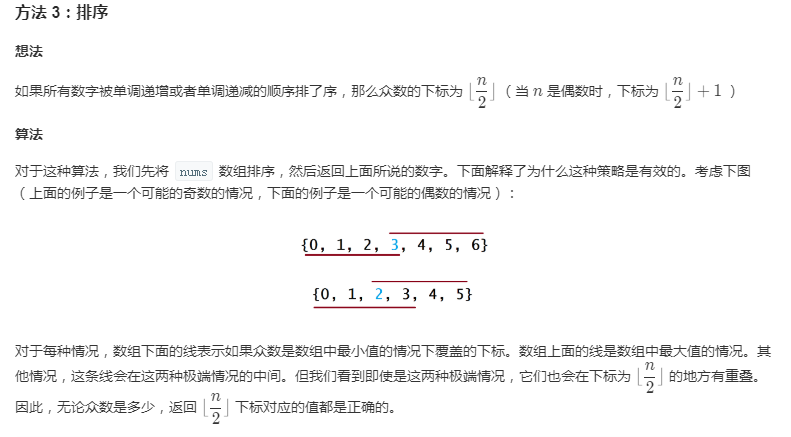 方法 3：排序
想法
如果所有数字被单调递增或者单调递减的顺序排了序，那么众数的下标为 ⌊n/2⌋（当 n 是偶数时，下标为 ⌊n/2⌋ + 1 ）
算法
对于这种算法，我们先将 nums 数组排序，然后返回上面所说的数字。下面解释了为什么这种策略是有效的。考虑下图
（上面的例子是一个可能的奇数的情况，下面的例子是一个可能的偶数的情况）：
{0, 1, 2, 3, 4, 5, 6}
{0, 1, 2, 3, 4, 5}
对于每种情况，数组下面的线表示如果众数是数组中最小值的情况下覆盖的下标。数组上面的线是数组中最大值的情况。其
他情况，这条线会在这两种极端情况的中间。但我们看到即使是这两种极端情况，它们也会在下标为 ⌊n/2⌋ 的地方有重叠。
因此，无论众数是多少，返回 ⌊n/2⌋ 下标对应的值都是正确的。